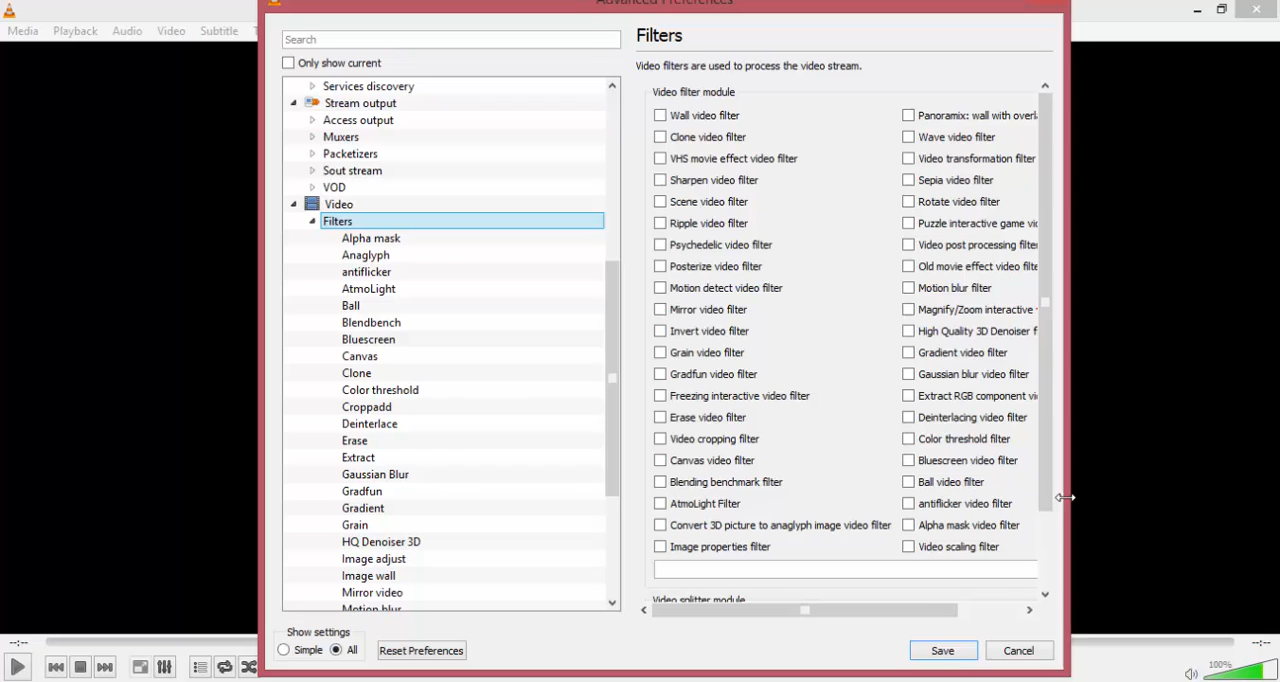 Advanced Preferences
Media Playback Audio Video Subtitle
Search
Only show current
Services discovery
Stream output
Access output
Muxers
Packetizers
Sout stream
VOD
Video
Filters
Alpha mask
Anaglyph
antiflicker
AtmoLight
Ball
Blendbench
Bluescreen
Canvas
Clone
Color threshold
Cropadd
Deinterlace
Erase
Extract
Gaussian Blur
Gradfun
Gradient
Grain
HQ Denoiser 3D
Image adjust
Image wall
Mirror video
Motion blur
Filters
Video filters are used to process the video stream.
Video filter module
Wall video filter Panoramix: wall with
Clone video filter Wave video filter
VHS movie effect video filter Video transformation filter
Sharpen video filter Sepia video filter
Scene video filter Rotate video filter
Ripple video filter Puzzle interactive game
Psychedelic video filter Video post processing filter
Posterize video filter Old movie effect video
Motion detect video filter Motion blur filter
Mirror video filter Magnify/Zoom interactive
Invert video filter High Quality 3D Denoiser
Grain video filter Gradient video filter
Gradfun video filter Gaussian blur video filter
Freezing interactive video filter Extract RGB component
Erase video filter Deinterlacing video filter
Video cropping filter Color threshold filter
Canvas video filter Bluescreen video filter
Blending benchmark filter Ball video filter
AtmoLight Filter antiflicker video filter
Convert 3D picture to anaglyph image video filter Alpha mask video filter
Image properties filter Video scaling filter
Video splitter module
Show settings
Simple All
Reset Preferences
Save Cancel
--:-- --:--
100%